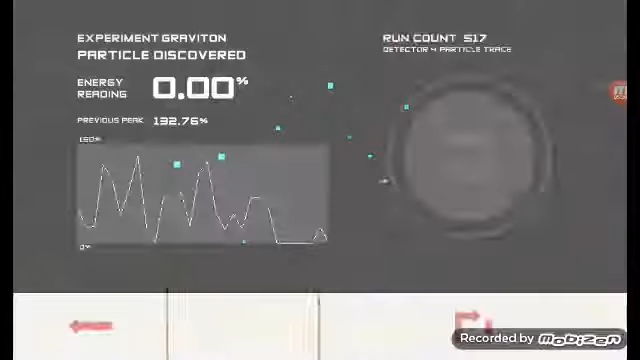 EXPERIMENT GRAVITON
PARTICLE DISCOVERED
ENERGY READING 0.00%
PREVIOUS PEAK 132.76%
150%
0%
RUN COUNT 517
DETECTOR 4 PARTICLE TRACE
Recorded by MOBIZEN